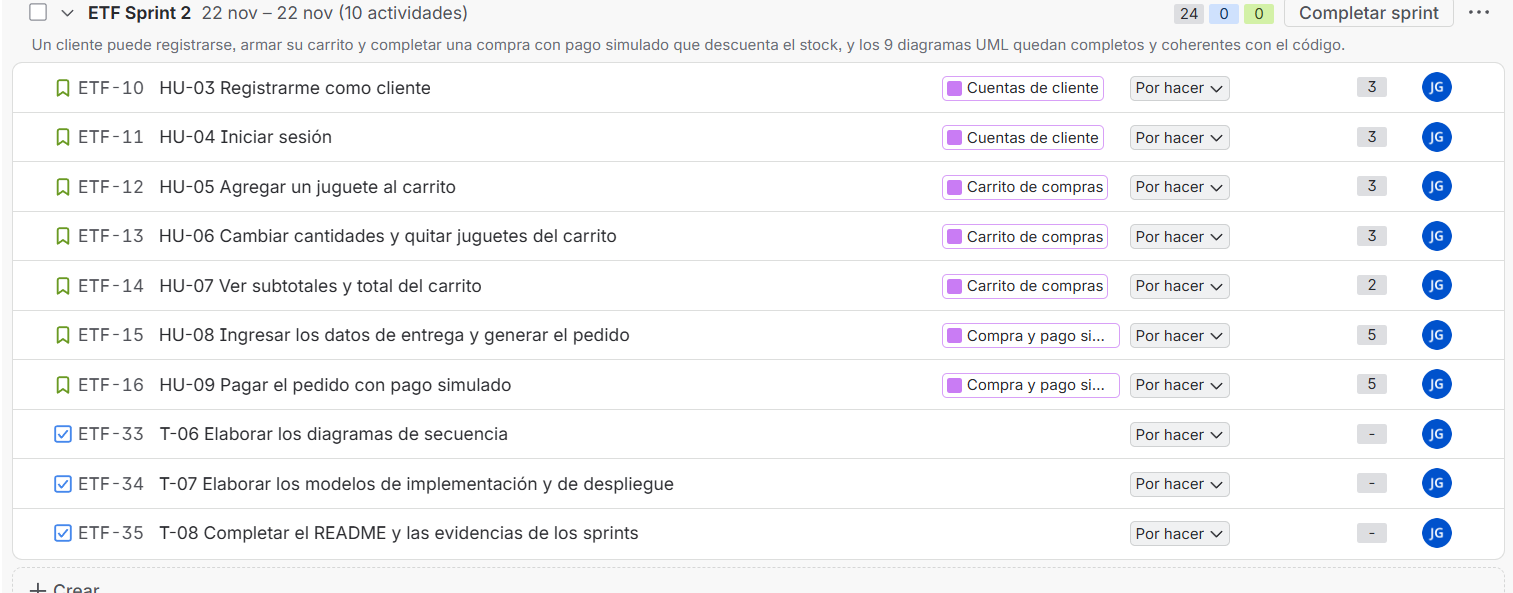 ETF Sprint 2 22 nov – 22 nov (10 actividades) 24 0 0 Completar sprint
Un cliente puede registrarse, armar su carrito y completar una compra con pago simulado que descuenta el stock, y los 9 diagramas UML quedan completos y coherentes con el código.
ETF-10 HU-03 Registrarme como cliente Cuentas de cliente Por hacer 3 JG
ETF-11 HU-04 Iniciar sesión Cuentas de cliente Por hacer 3 JG
ETF-12 HU-05 Agregar un juguete al carrito Carrito de compras Por hacer 3 JG
ETF-13 HU-06 Cambiar cantidades y quitar juguetes del carrito Carrito de compras Por hacer 3 JG
ETF-14 HU-07 Ver subtotales y total del carrito Carrito de compras Por hacer 2 JG
ETF-15 HU-08 Ingresar los datos de entrega y generar el pedido Compra y pago si... Por hacer 5 JG
ETF-16 HU-09 Pagar el pedido con pago simulado Compra y pago si... Por hacer 5 JG
ETF-33 T-06 Elaborar los diagramas de secuencia Por hacer - JG
ETF-34 T-07 Elaborar los modelos de implementación y de despliegue Por hacer - JG
ETF-35 T-08 Completar el README y las evidencias de los sprints Por hacer - JG
+ Crear